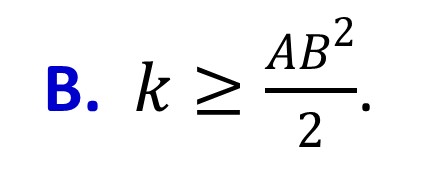 B. k ≥ AB²/2.